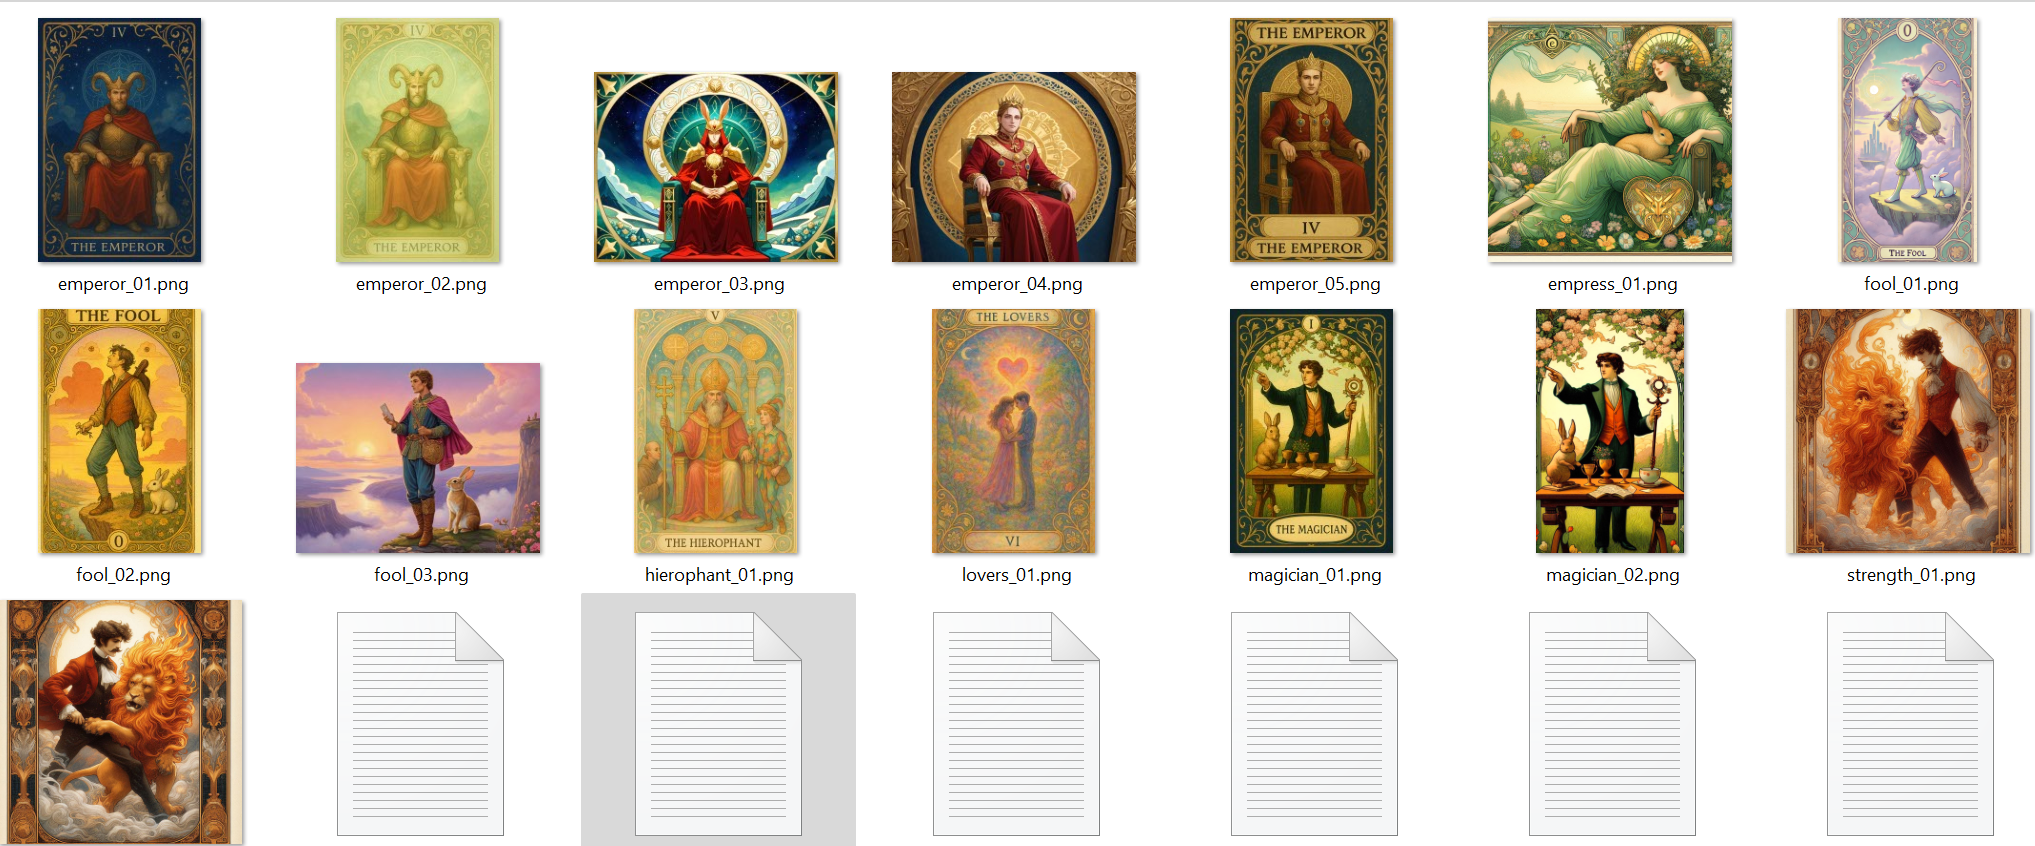 IV
THE EMPEROR
IV
THE EMPEROR
THE EMPEROR
IV
THE EMPEROR
0
THE FOOL
emperor_01.png
emperor_02.png
emperor_03.png
emperor_04.png
emperor_05.png
empress_01.png
fool_01.png
THE FOOL
0
V
THE HIEROPHANT
THE LOVERS
VI
I
THE MAGICIAN
fool_02.png
fool_03.png
hierophant_01.png
lovers_01.png
magician_01.png
magician_02.png
strength_01.png